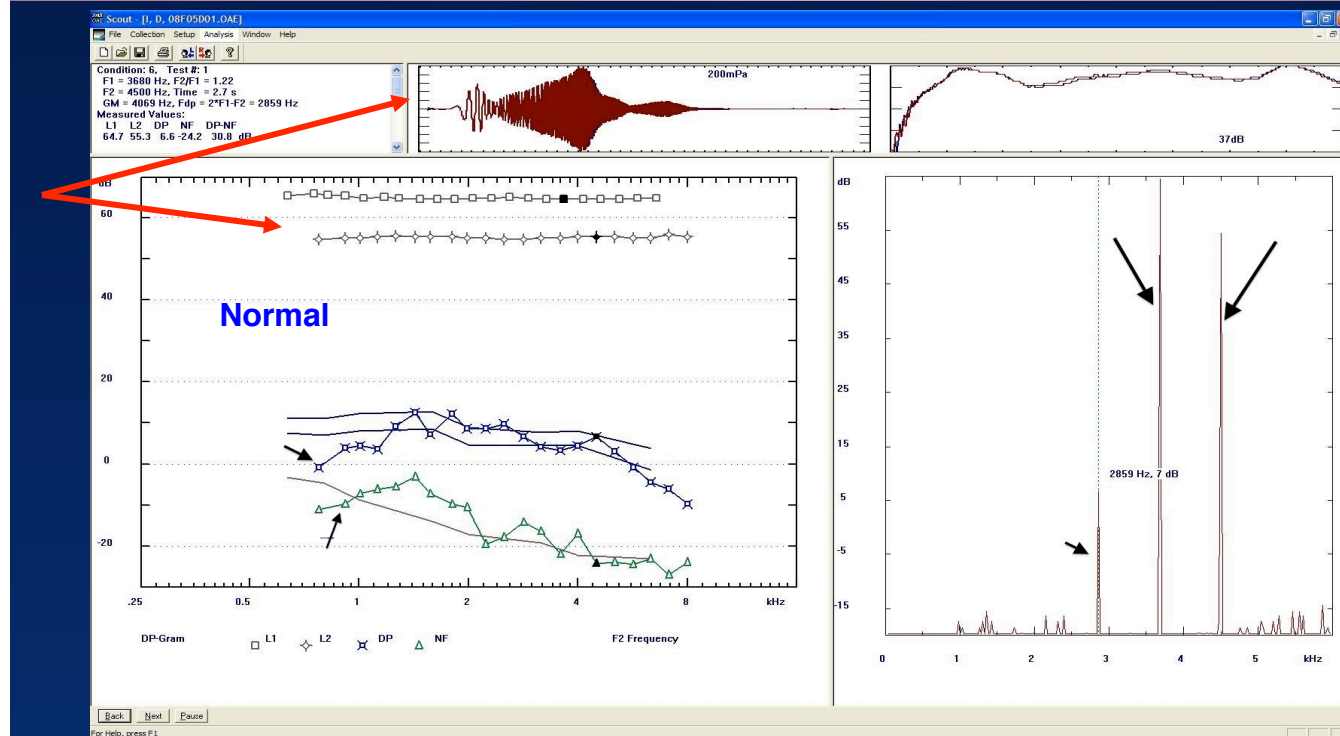 Scout - [I, D, 08F05D01.OAE]
File Collection Setup Analysis Window Help
Condition: 6, Test #: 1
F1 = 3680 Hz, F2/F1 = 1.22
F2 = 4500 Hz, Time = 2.7 s
GM = 4069 Hz, Fdp = 2*F1-F2 = 2859 Hz
Measured Values:
L1 L2 DP NF DP-NF
64.7 55.3 6.6 -24.2 30.8 dB
200mPa
37dB
dB
60
40
Normal
20
0
-20
.25 0.5 1 2 4 8 kHz
DP-Gram L1 L2 DP NF F2 Frequency
dB
55
45
35
25
15
2859 Hz, 7 dB
5
-5
-15
0 1 2 3 4 5 kHz
Back Next Pause
For Help, press F1